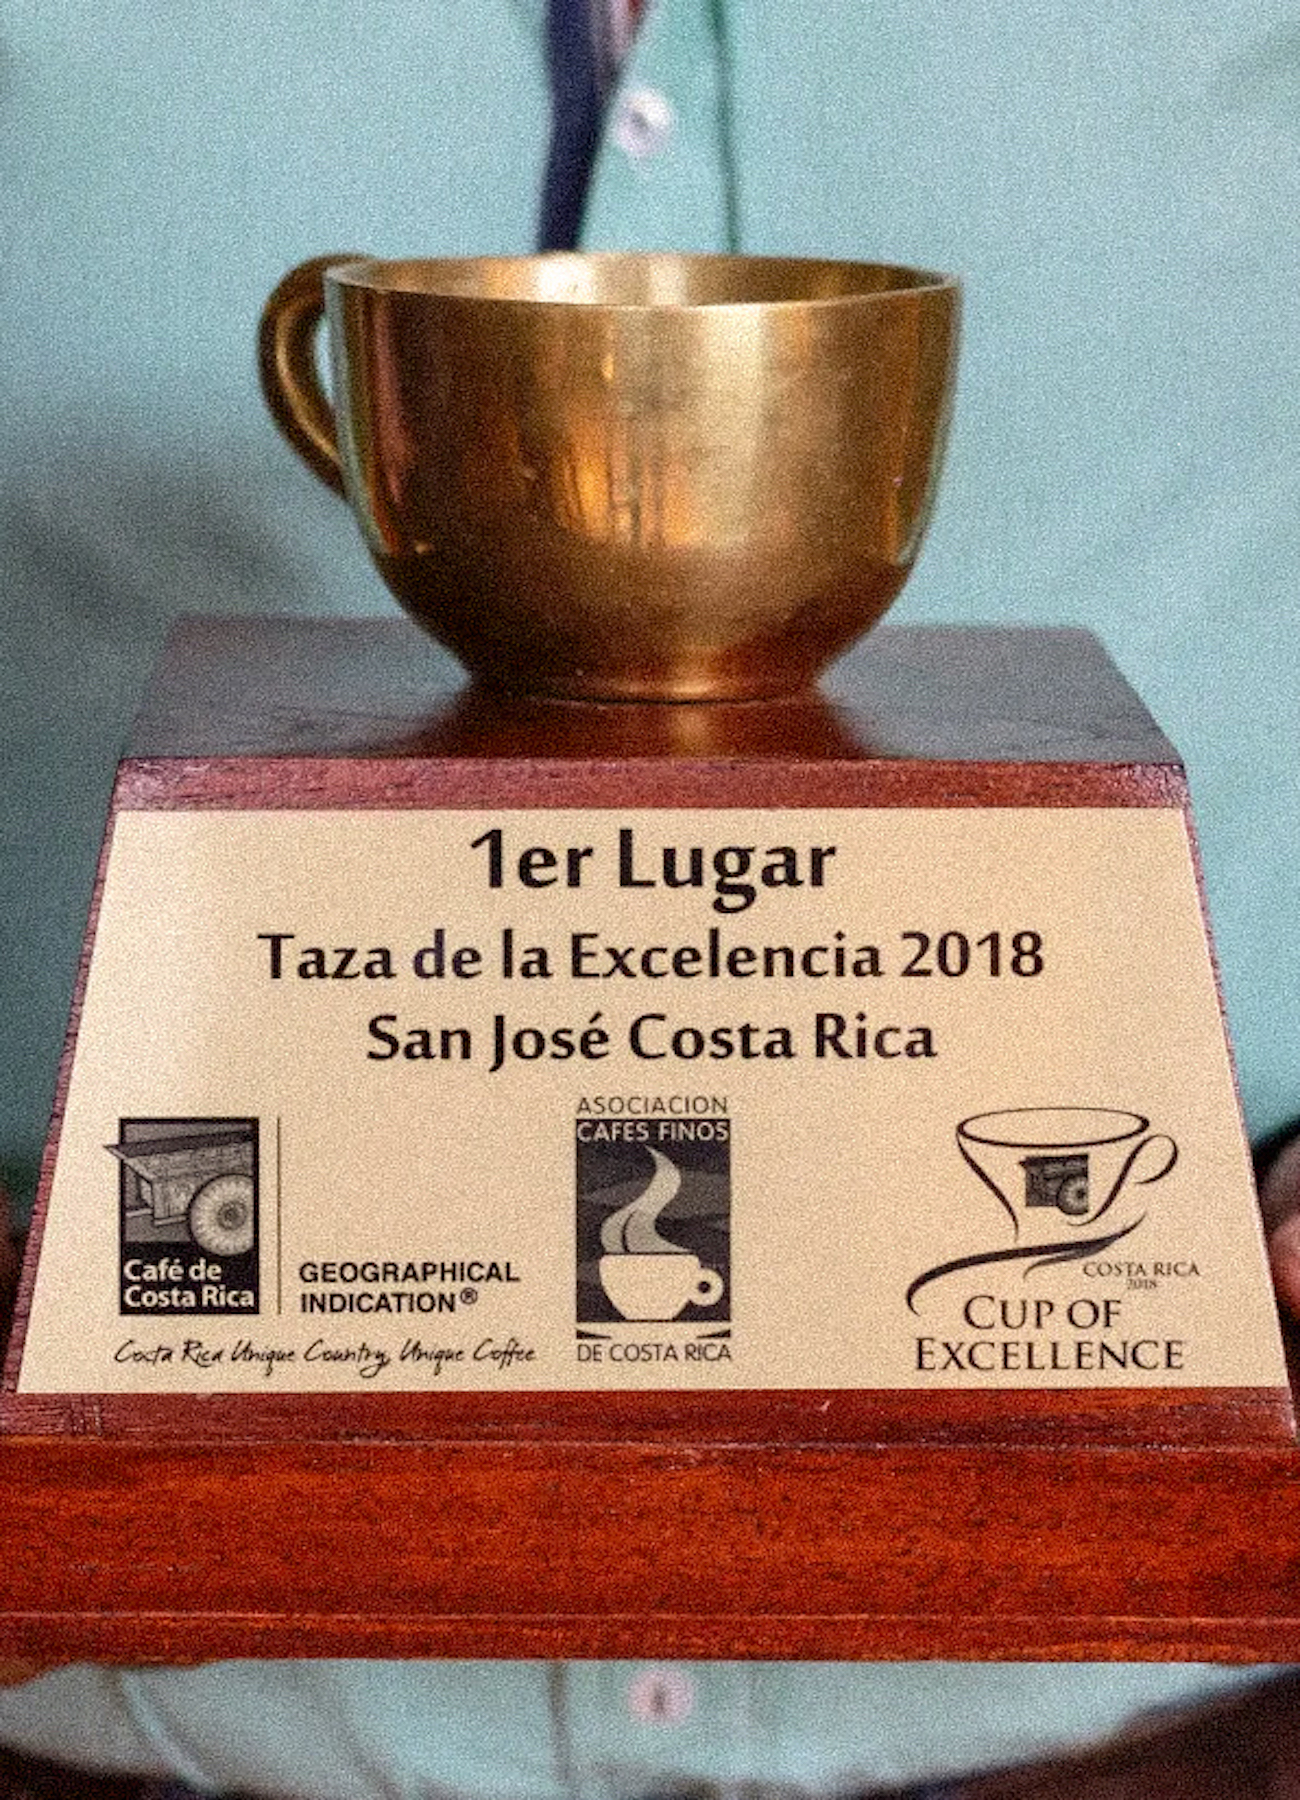 1er Lugar
Taza de la Excelencia 2018
San José Costa Rica
Café de
Costa Rica
GEOGRAPHICAL
INDICATION®
Costa Rica Unique Country, Unique Coffee
ASOCIACION
CAFES FINOS
DE COSTA RICA
COSTA RICA
2018
CUP OF
EXCELLENCE